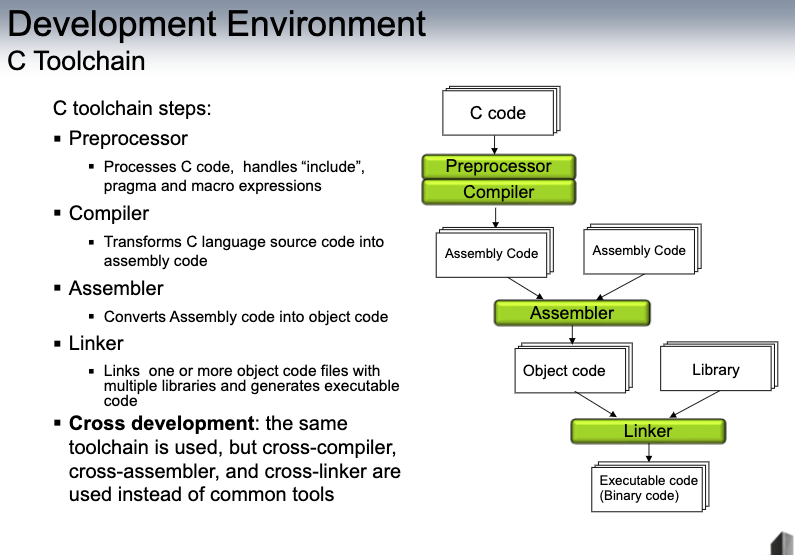 Development Environment
C Toolchain
C toolchain steps:
▪ Preprocessor
▪ Processes C code, handles “include”,
pragma and macro expressions
▪ Compiler
▪ Transforms C language source code into
assembly code
▪ Assembler
▪ Converts Assembly code into object code
▪ Linker
▪ Links one or more object code files with
multiple libraries and generates executable
code
▪ Cross development: the same
toolchain is used, but cross-compiler,
cross-assembler, and cross-linker are
used instead of common tools
C code
Preprocessor
Compiler
Assembly Code
Assembly Code
Assembler
Object code
Library
Linker
Executable code
(Binary code)